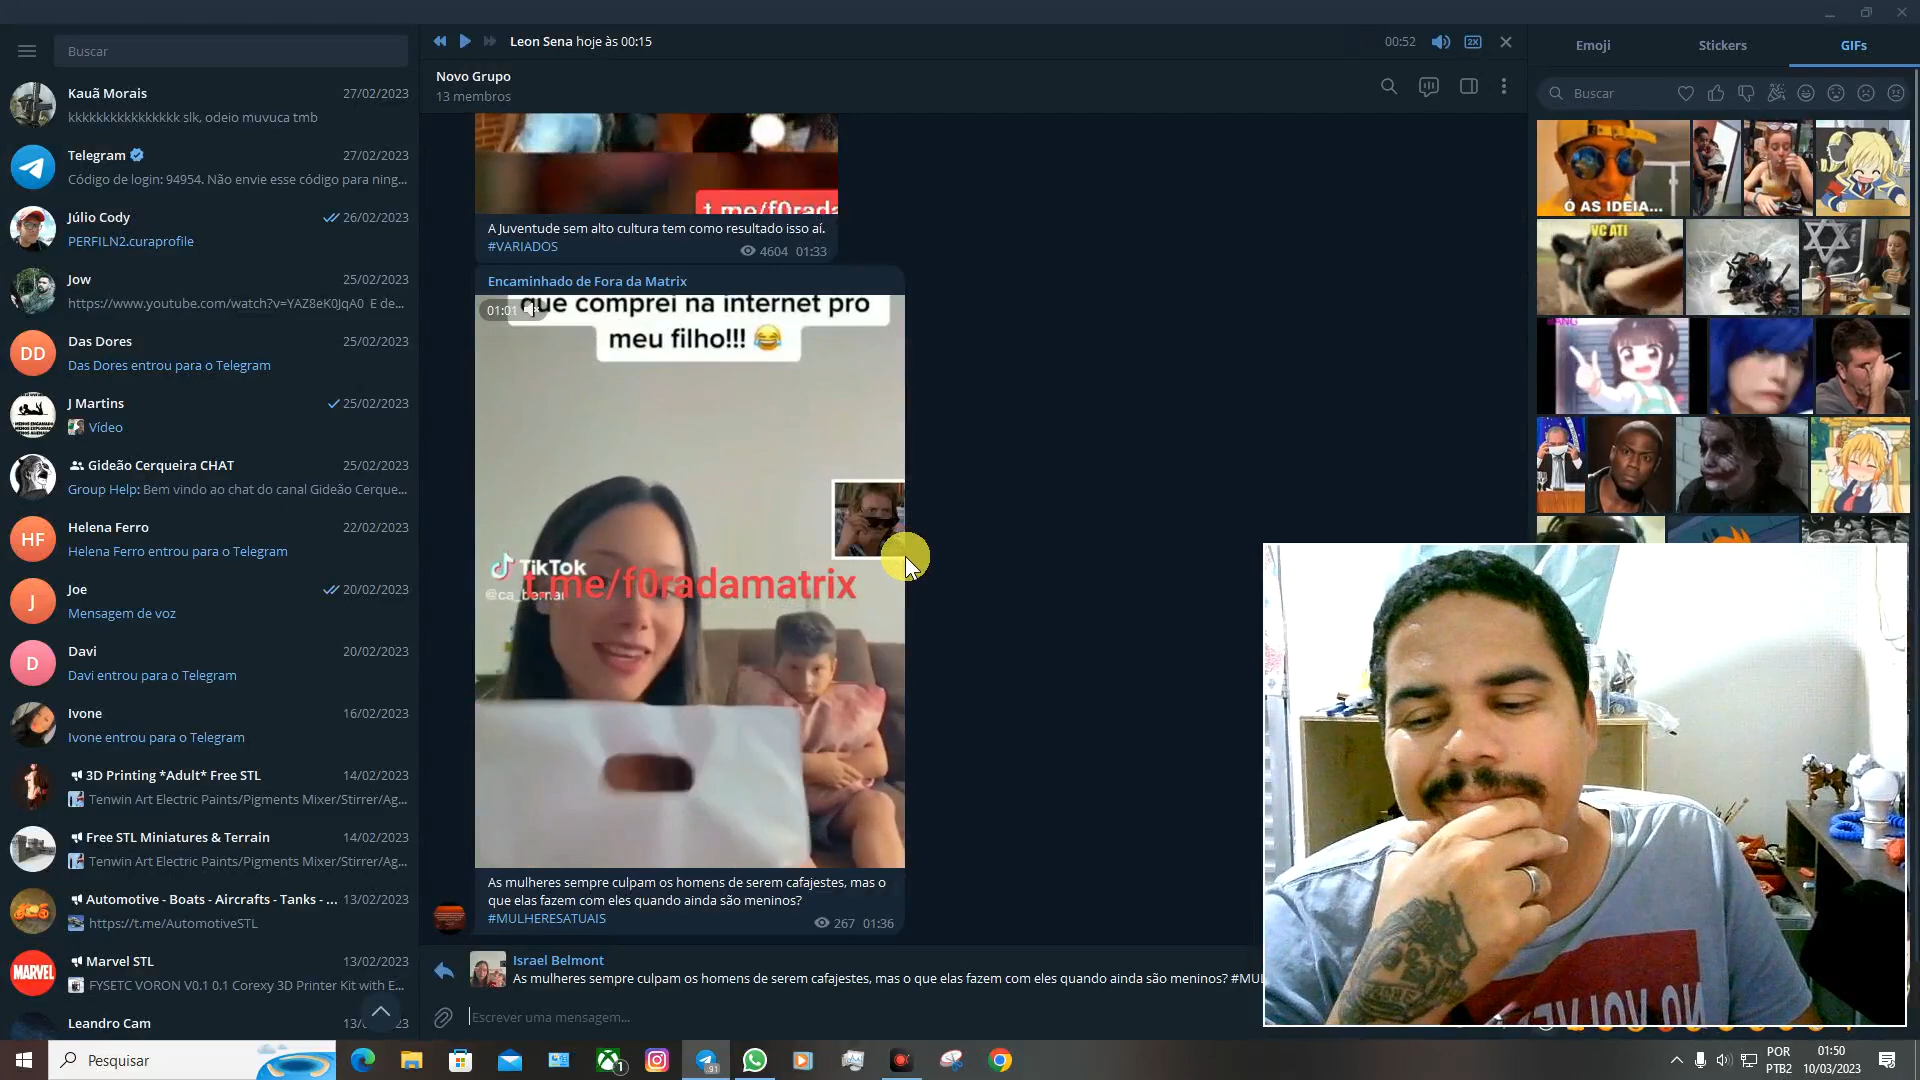 Buscar
Kauã Morais 27/02/2023
kkkkkkkkkkkkkkkk slk, odeio muvuca tmb
Telegram 27/02/2023
Código de login: 94954. Não envie esse código para ning...
Júlio Cody 26/02/2023
PERFILN2.curaprofile
Jow 25/02/2023
https://www.youtube.com/watch?v=YAZ8eK0JqA0 E de...
DD
Das Dores 25/02/2023
Das Dores entrou para o Telegram
J Martins 25/02/2023
Vídeo
Gideão Cerqueira CHAT 25/02/2023
Group Help: Bem vindo ao chat do canal Gideão Cerque...
HF
Helena Ferro 22/02/2023
Helena Ferro entrou para o Telegram
J
Joe 20/02/2023
Mensagem de voz
D
Davi 20/02/2023
Davi entrou para o Telegram
Ivone 16/02/2023
Ivone entrou para o Telegram
3D Printing *Adult* Free STL 14/02/2023
Tenwin Art Electric Paints/Pigments Mixer/Stirrer/Ag...
Free STL Miniatures & Terrain 14/02/2023
Tenwin Art Electric Paints/Pigments Mixer/Stirrer/Ag...
Automotive - Boats - Aircrafts - Tanks - ... 13/02/2023
https://t.me/AutomotiveSTL
MARVEL
Marvel STL 13/02/2023
FYSETC VORON V0.1 0.1 Corexy 3D Printer Kit with E...
Leandro Cam 13/
Leon Sena hoje às 00:15 00:52 2X
Novo Grupo
13 membros
t.me/f0rada
A Juventude sem alto cultura tem como resultado isso aí.
#VARIADOS
4604 01:33
Encaminhado de Fora da Matrix
01:01
que comprei na internet pro
meu filho!!! 😂
TikTok
t.me/f0radamatrix
As mulheres sempre culpam os homens de serem cafajestes, mas o
que elas fazem com eles quando ainda são meninos?
#MULHERESATUAIS
267 01:36
Israel Belmont
As mulheres sempre culpam os homens de serem cafajestes, mas o que elas fazem com eles quando ainda são meninos? #MUL
Escrever uma mensagem...
Emoji Stickers GIFs
Buscar
Ó AS IDEIA...
VC ATI
Pesquisar
1
91
POR
PTB2
01:50
10/03/2023